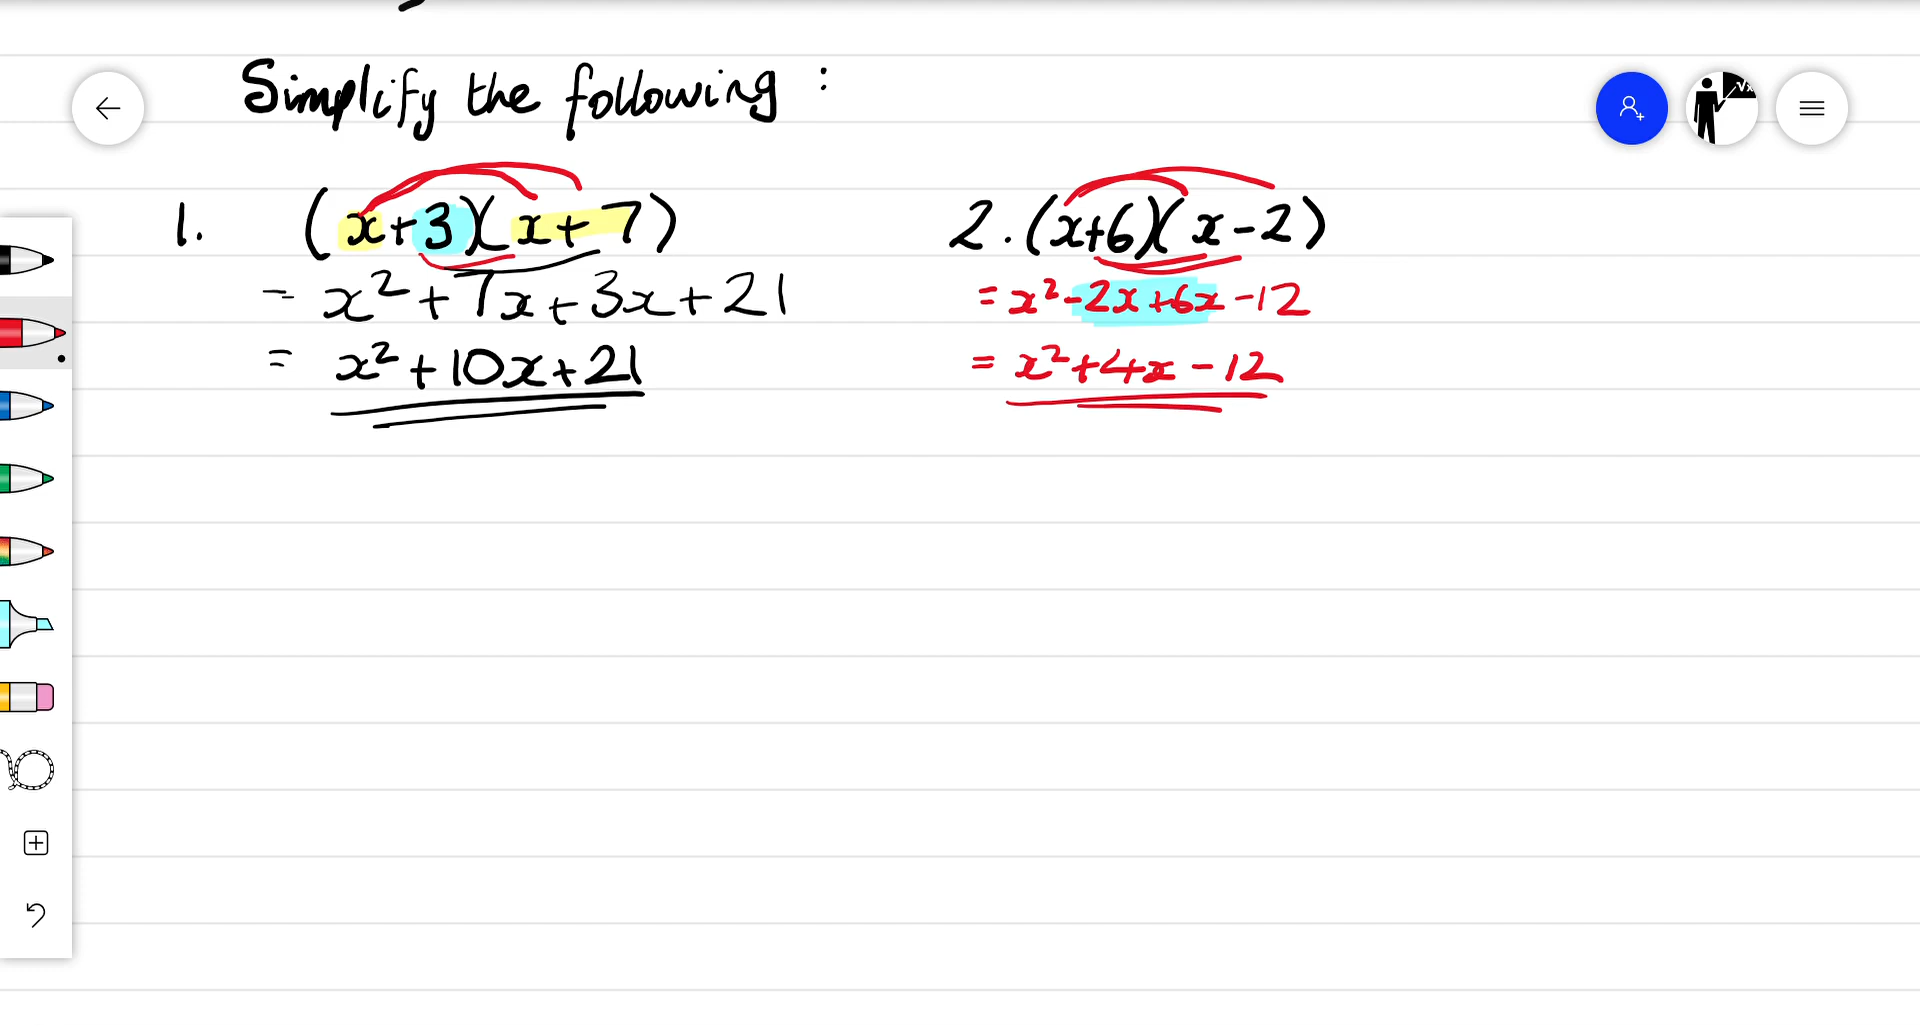 Simplify the following :
1. (x+3)(x+7)
= x²+7x+3x+21
= x²+10x+21
2. (x+6)(x-2)
= x²-2x+6x-12
= x²+4x-12